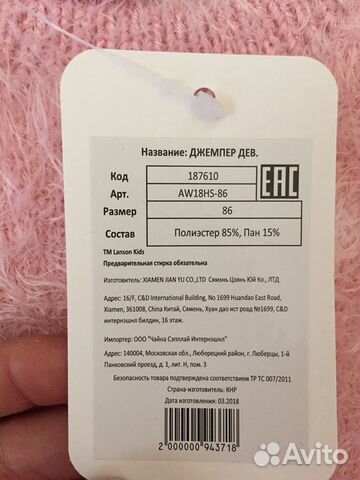 Название: ДЖЕМПЕР ДЕВ.
Код 187610
Арт. AW18HS-86
EAC
Размер 86
Состав Полиэстер 85%, Пан 15%
TM Lanson Kids
Предварительная стирка обязательна
Изготовитель: XIAMEN JIAN YU CO.,LTD Сямэнь Цзянь Юй Ко., ЛТД
Адрес: 16/F, C&D International Building, No 1699 Huandao East Road,
Xiamen, 361008, China Китай, Сямень, Хуан дао ист роад №1699, C&D
интернэшнл билдин, 16 этаж.
Импортер: ООО "Чайна Сэпплай Интернэшнл"
Адрес: 140004, Московская обл., Люберецкий район, г. Люберцы, 1-й
Панковский проезд, д. 1, лит. Н, пом. 3
Безопасность товара подтверждена соответствием ТР ТС 007/2011
Страна-изготовитель: КНР
Дата изготовления: 03.2018
2 000000 943718
Avito